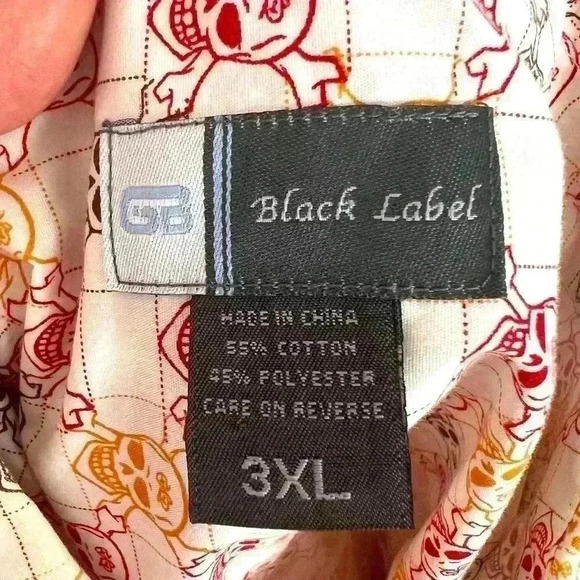 GB
Black Label
MADE IN CHINA
55% COTTON
45% POLYESTER
CARE ON REVERSE
3XL